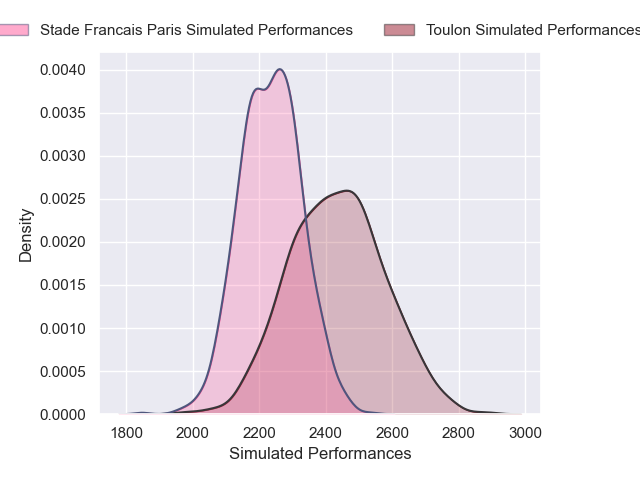 Stade Francais Paris Simulated Performances Toulon Simulated Performances
0.0040
0.0035
0.0030
0.0025
0.0020
0.0015
0.0010
0.0005
0.0000
Density
1800 2000 2200 2400 2600 2800 3000
Simulated Performances